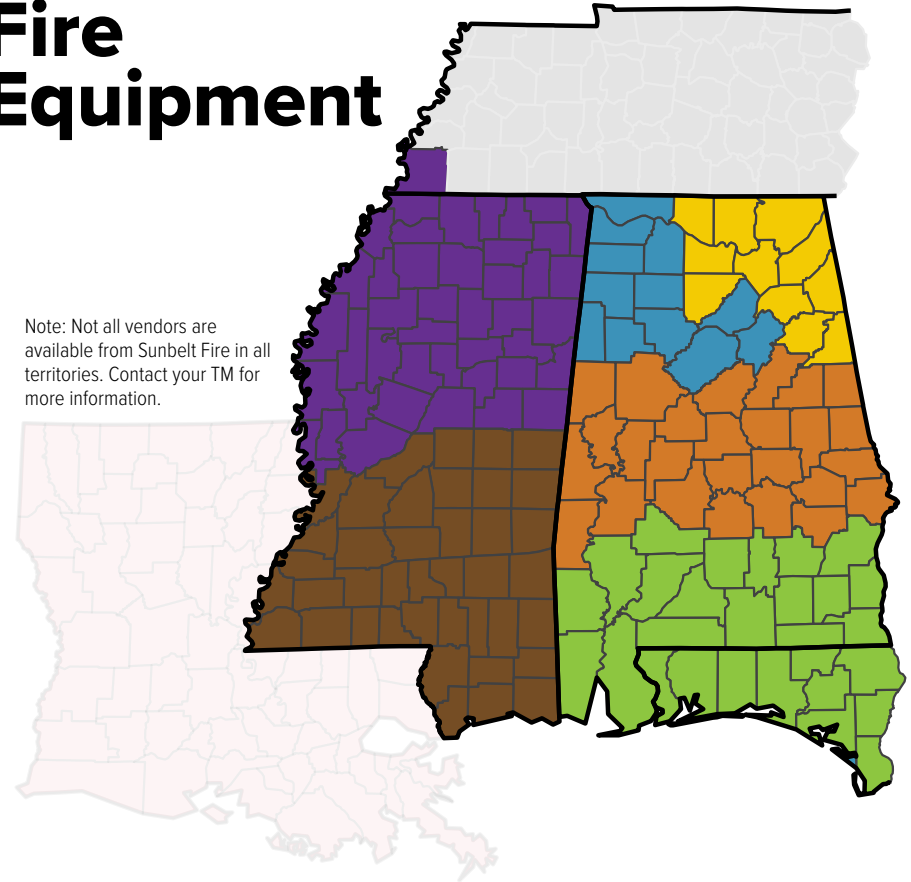 Fire
Equipment
Note: Not all vendors are
available from Sunbelt Fire in all
territories. Contact your TM for
more information.